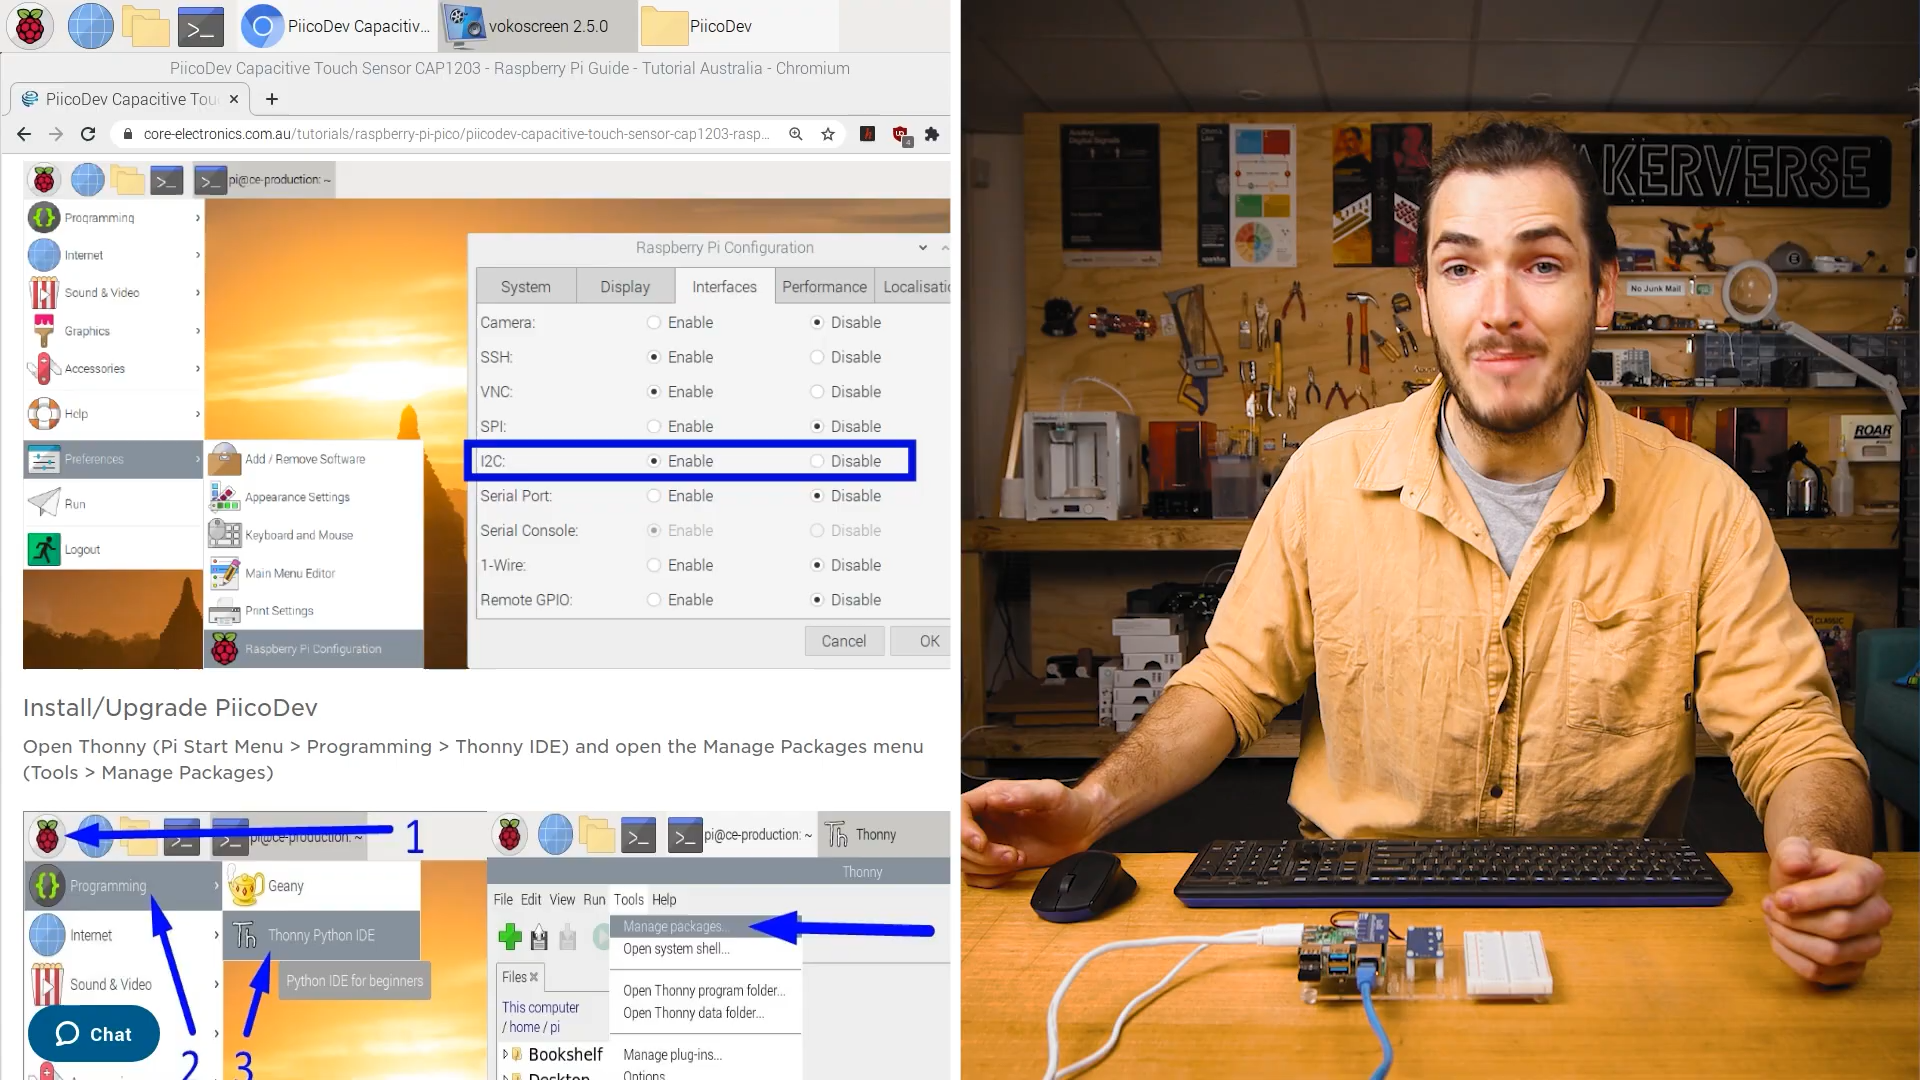 PiicoDev Capacitiv...
vokoscreen 2.5.0
PiicoDev
PiicoDev Capacitive Touch Sensor CAP1203 - Raspberry Pi Guide - Tutorial Australia - Chromium
PiicoDev Capacitive Tou
core-electronics.com.au/tutorials/raspberry-pi-pico/piicodev-capacitive-touch-sensor-cap1203-rasp...
4
pi@ce-production: ~
Programming
Internet
Sound & Video
Graphics
Accessories
Help
Preferences
Run
Logout
Add / Remove Software
Appearance Settings
Keyboard and Mouse
Main Menu Editor
Print Settings
Raspberry Pi Configuration
Raspberry Pi Configuration
System Display Interfaces Performance Localisatio
Camera: Enable Disable
SSH: Enable Disable
VNC: Enable Disable
SPI: Enable Disable
I2C: Enable Disable
Serial Port: Enable Disable
Serial Console: Enable Disable
1-Wire: Enable Disable
Remote GPIO: Enable Disable
Cancel OK
Install/Upgrade PiicoDev
Open Thonny (Pi Start Menu > Programming > Thonny IDE) and open the Manage Packages menu
(Tools > Manage Packages)
pi@ce-production: ~
1
Programming
Internet
Sound & Video
Geany
Thonny Python IDE
Python IDE for beginners
2
3
Chat
pi@ce-production: ~
Thonny
Thonny
File Edit View Run Tools Help
Manage packages...
Open system shell...
Open Thonny program folder...
Open Thonny data folder...
Manage plug-ins...
Options...
Files
This computer
/ home / pi
Bookshelf
Desktop
KERVERSE
No Junk Mail
ROAR
CLASSIC